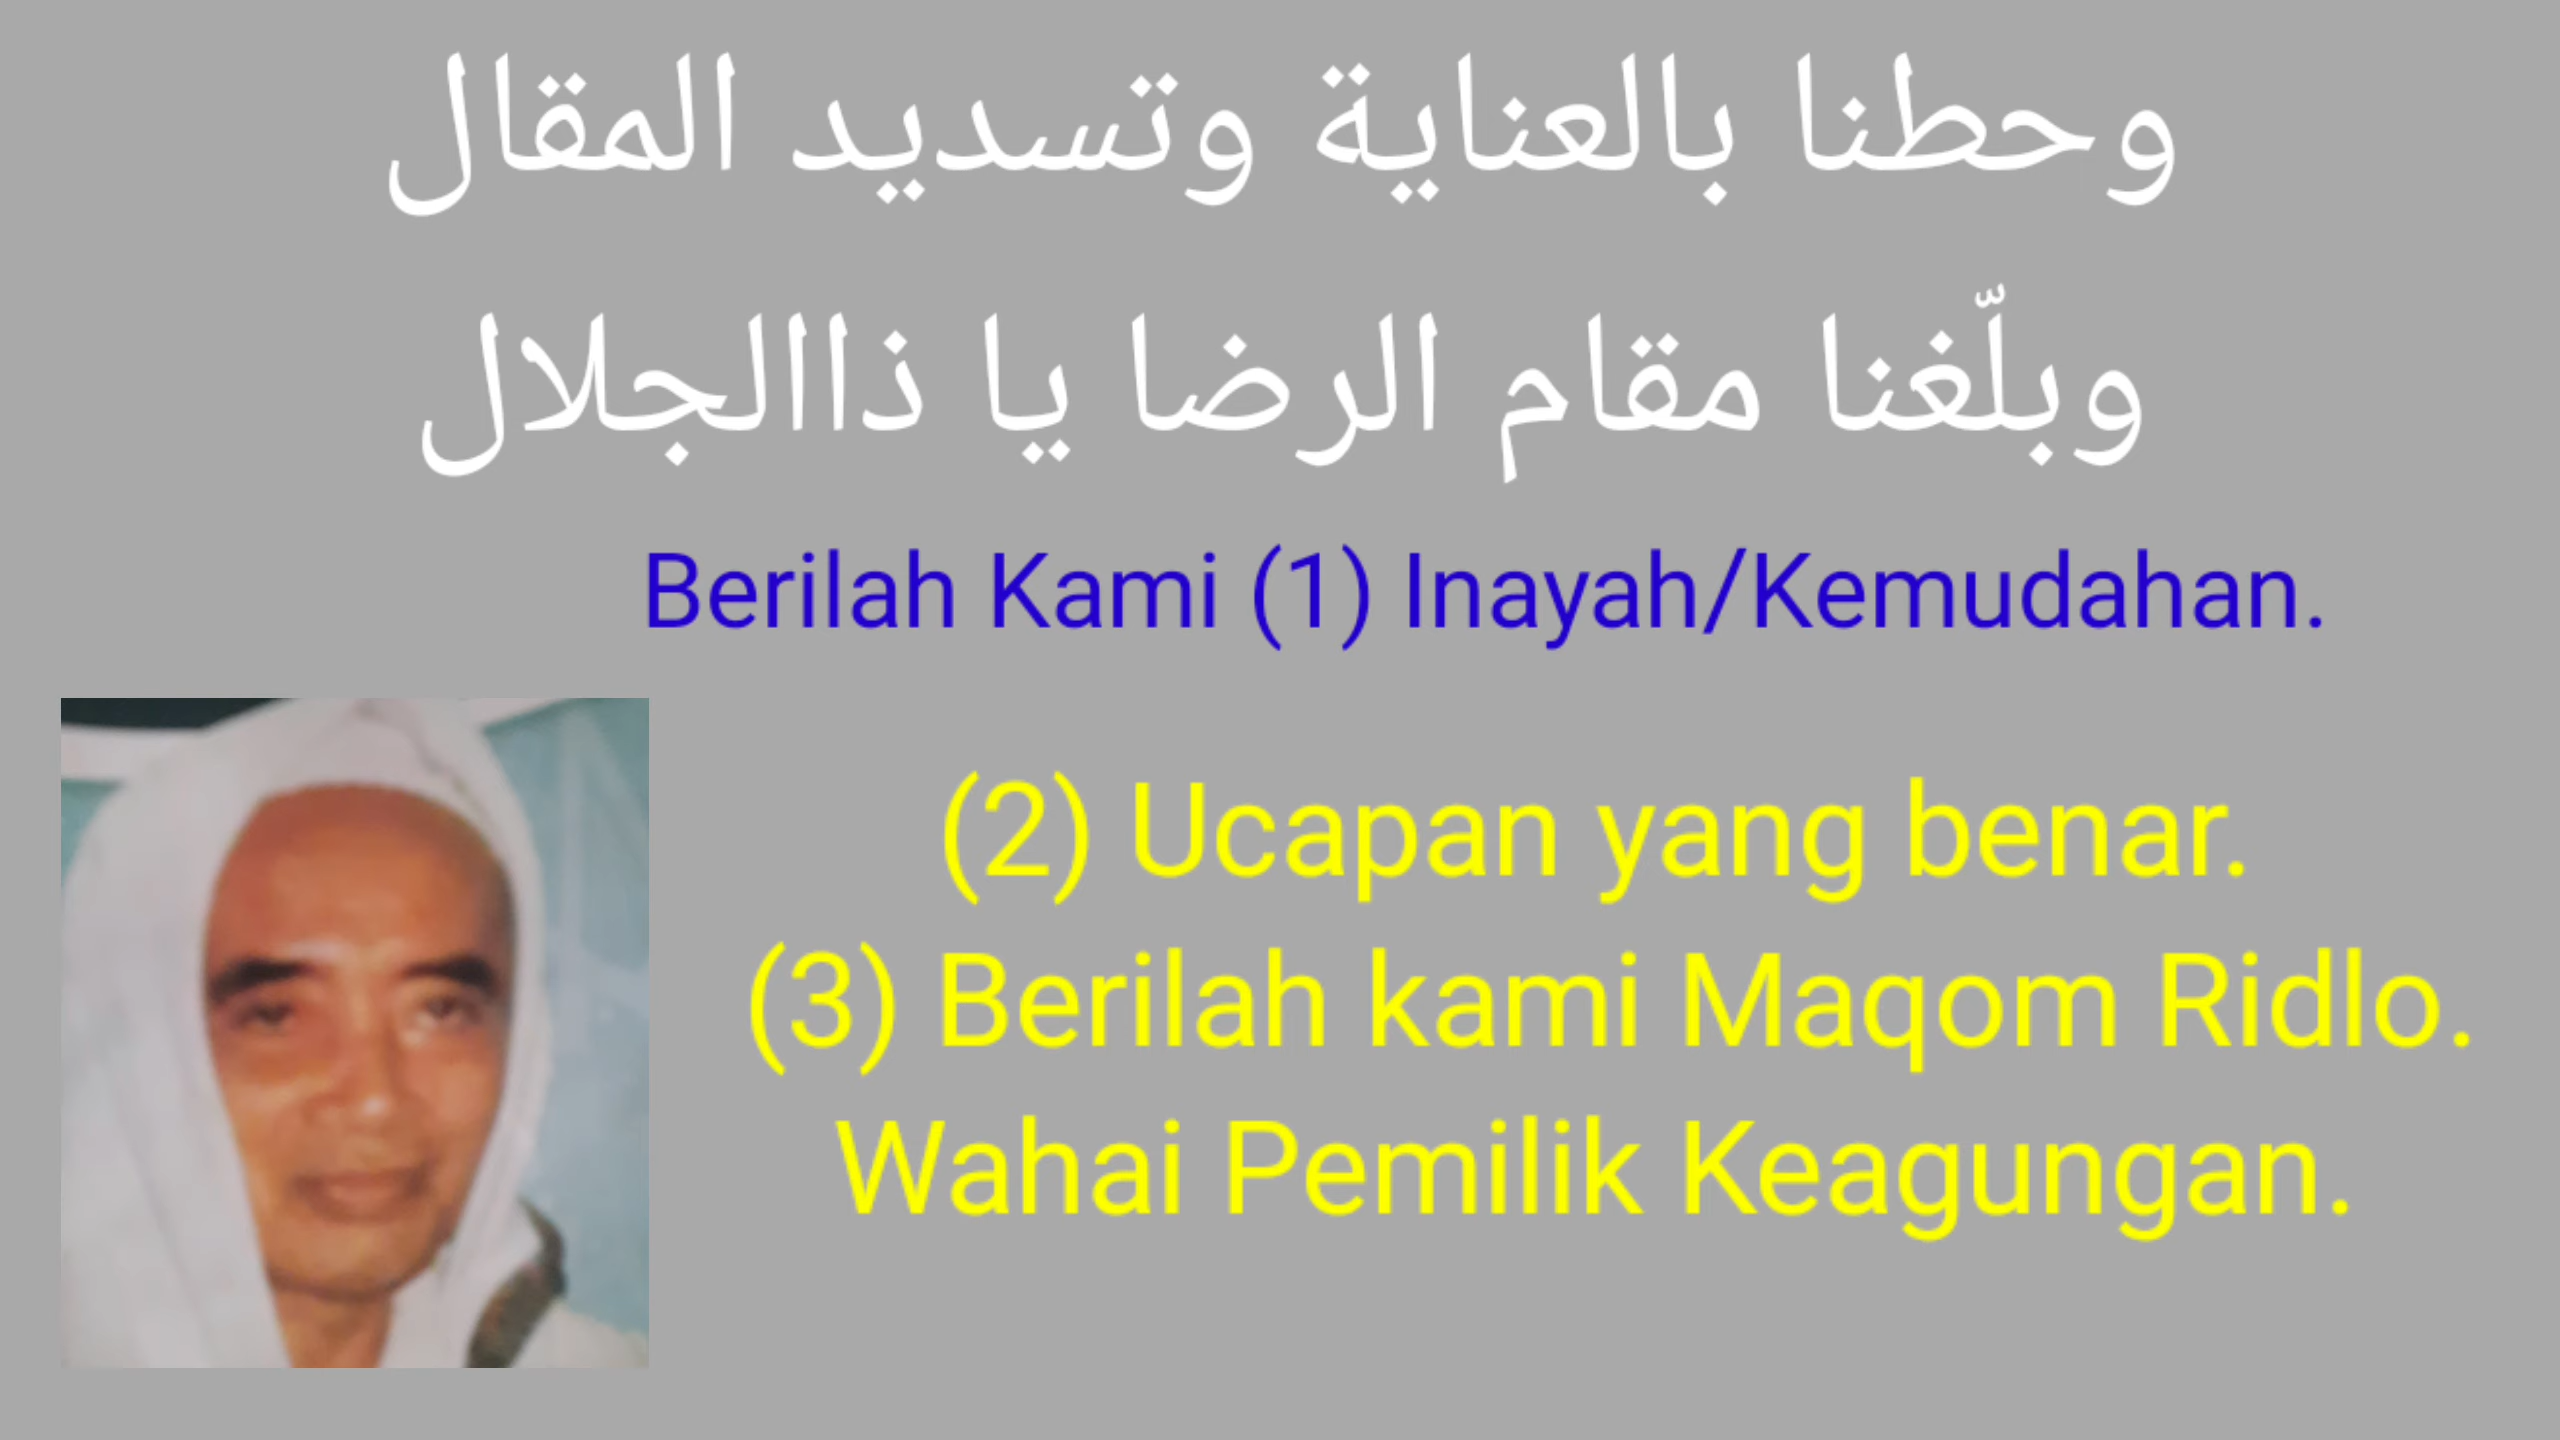 وحطنا بالعناية وتسديد المقال
وبلّغنا مقام الرضا يا ذاالجلال
Berilah Kami (1) Inayah/Kemudahan.
(2) Ucapan yang benar.
(3) Berilah kami Maqom Ridlo.
Wahai Pemilik Keagungan.